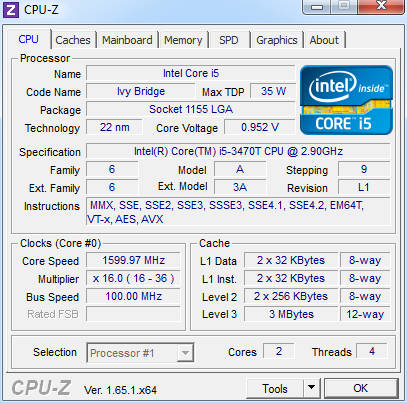 CPU-Z
CPU Caches Mainboard Memory SPD Graphics About
Processor
Name Intel Core i5
Code Name Ivy Bridge Max TDP 35 W
Package Socket 1155 LGA
Technology 22 nm Core Voltage 0.952 V
intel inside™
CORE™ i5
Specification Intel(R) Core(TM) i5-3470T CPU @ 2.90GHz
Family 6 Model A Stepping 9
Ext. Family 6 Ext. Model 3A Revision L1
Instructions MMX, SSE, SSE2, SSE3, SSSE3, SSE4.1, SSE4.2, EM64T,
VT-x, AES, AVX
Clocks (Core #0)
Core Speed 1599.97 MHz
Multiplier x 16.0 ( 16 - 36 )
Bus Speed 100.00 MHz
Rated FSB
Cache
L1 Data 2 x 32 KBytes 8-way
L1 Inst. 2 x 32 KBytes 8-way
Level 2 2 x 256 KBytes 8-way
Level 3 3 MBytes 12-way
Selection Processor #1 Cores 2 Threads 4
CPU-Z Ver. 1.65.1.x64 Tools OK